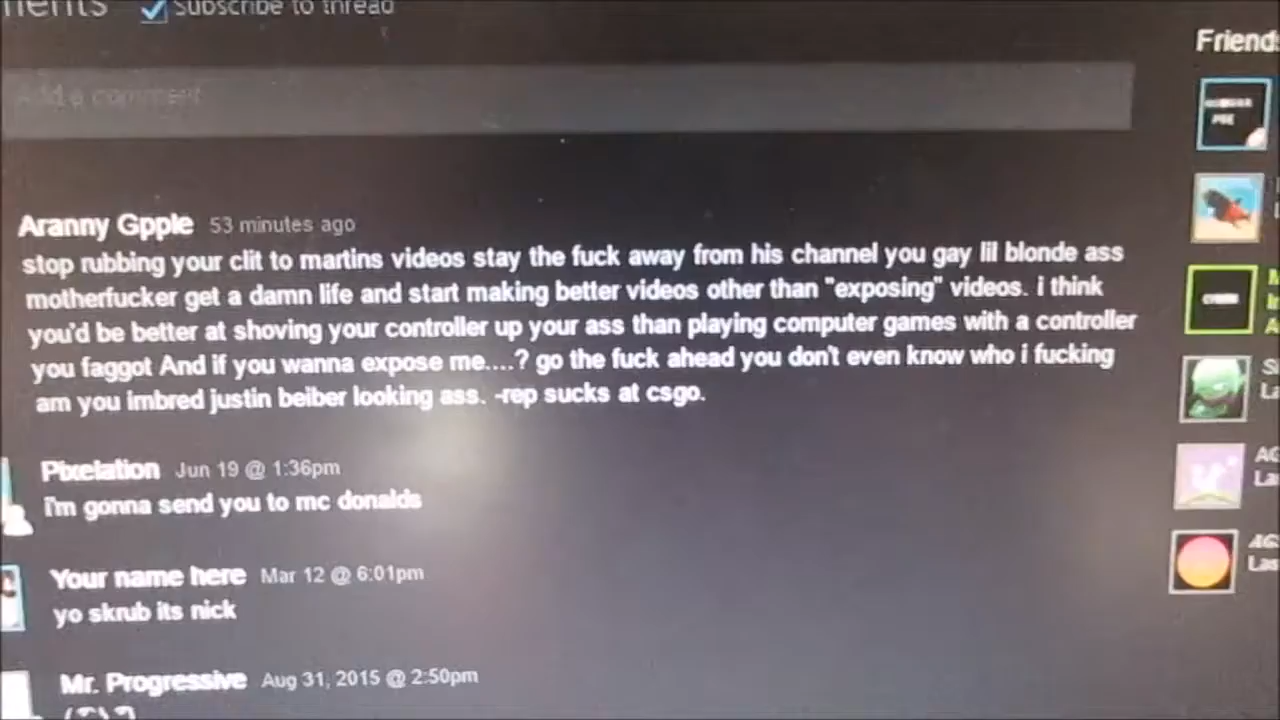 Subscribe to thread
Friend
Add a comment
Aranny Gpple 53 minutes ago
stop rubbing your clit to martins videos stay the fuck away from his channel you gay lil blonde ass
motherfucker get a damn life and start making better videos other than "exposing" videos. i think
you'd be better at shoving your controller up your ass than playing computer games with a controller
you faggot And if you wanna expose me....? go the fuck ahead you don't even know who i fucking
am you imbred justin beiber looking ass. -rep sucks at csgo.
Pixelation Jun 19 @ 1:36pm
i'm gonna send you to mc donalds
Your name here Mar 12 @ 6:01pm
yo skrub its nick
Mr. Progressive Aug 31, 2015 @ 2:50pm